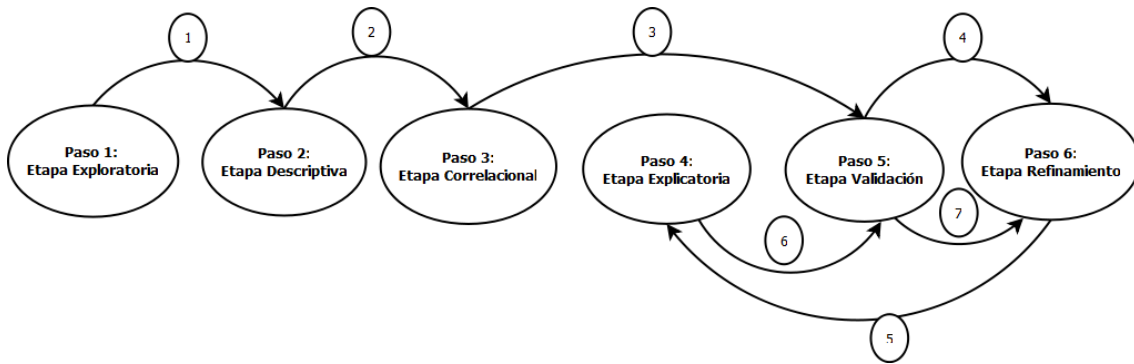 1
2
3
4
Paso 1:
Etapa Exploratoria
Paso 2:
Etapa Descriptiva
Paso 3:
Etapa Correlacional
Paso 4:
Etapa Explicatoria
Paso 5:
Etapa Validación
Paso 6:
Etapa Refinamiento
6
7
5